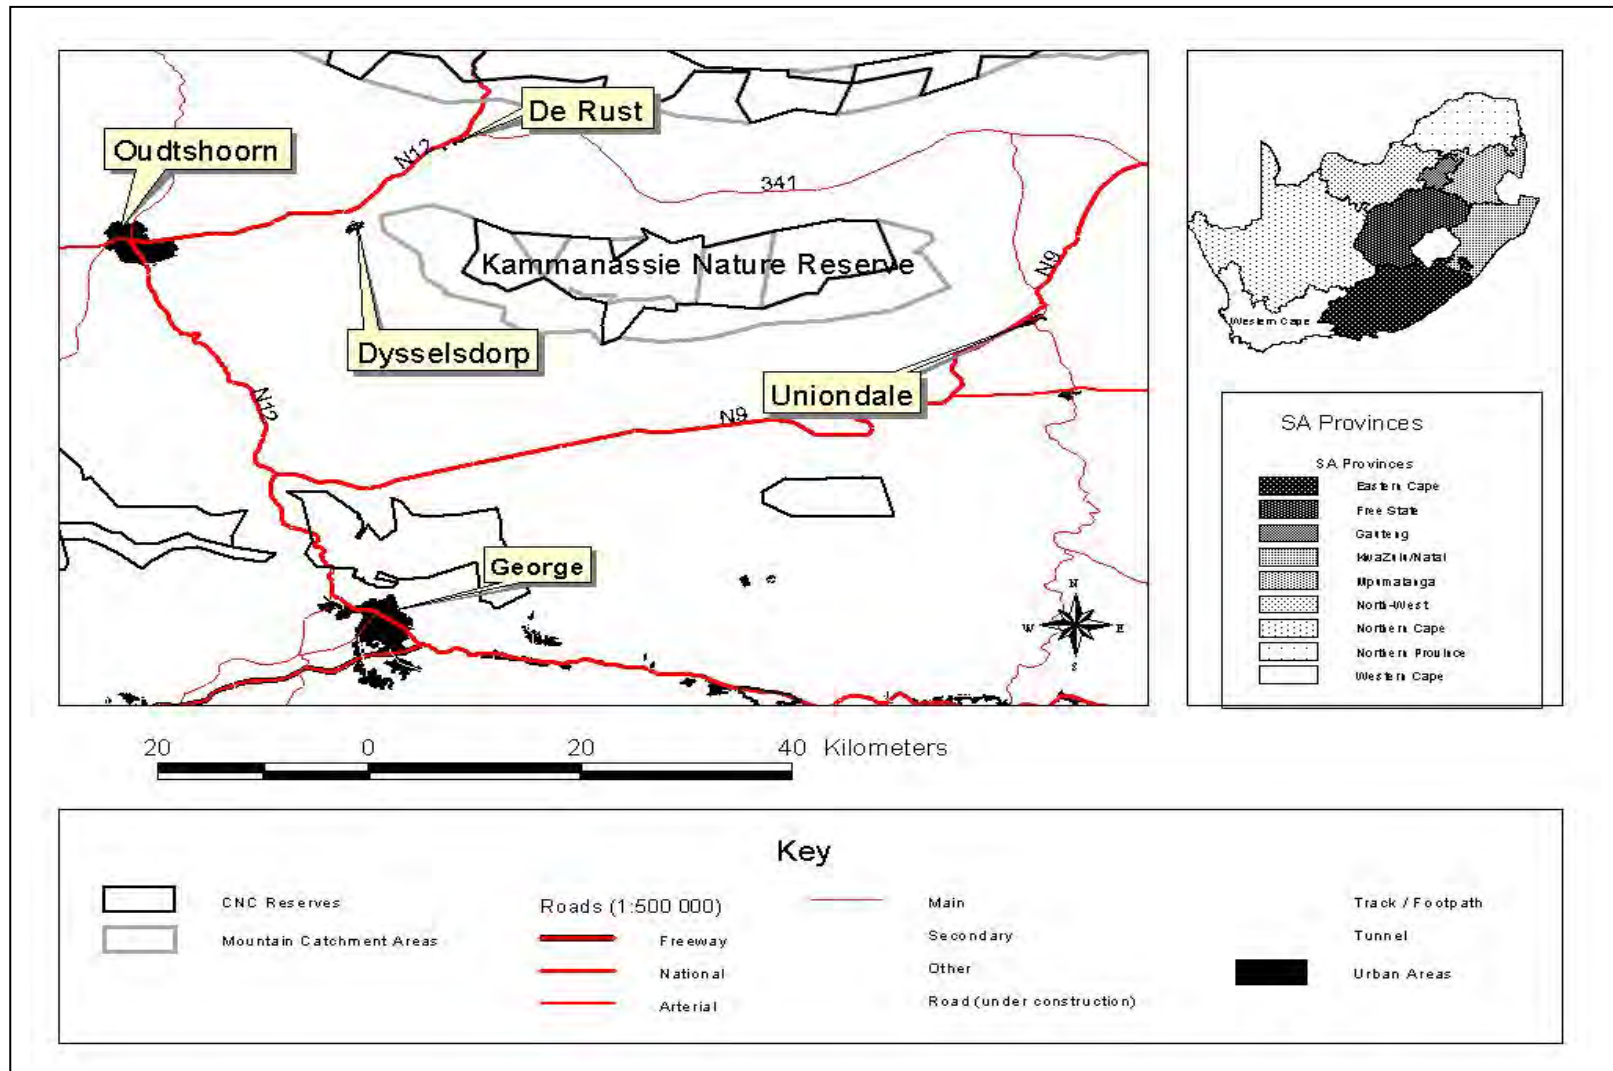 De Rust
Oudtshoorn
N12
341
Kammanassie Nature Reserve
N9
Dysselsdorp
Uniondale
N12
N9
George
N
W E
S
Western Cape
SA Provinces
SA Provinces
Eastern Cape
Free State
Gauteng
KwaZulu/Natal
Mpumalanga
North-West
Northern Cape
Northern Province
Western Cape
20 0 20 40 Kilometers
Key
CNC Reserves
Mountain Catchment Areas
Roads (1:500 000)
Freeway
National
Arterial
Main
Secondary
Other
Road (under construction)
Track / Footpath
Tunnel
Urban Areas